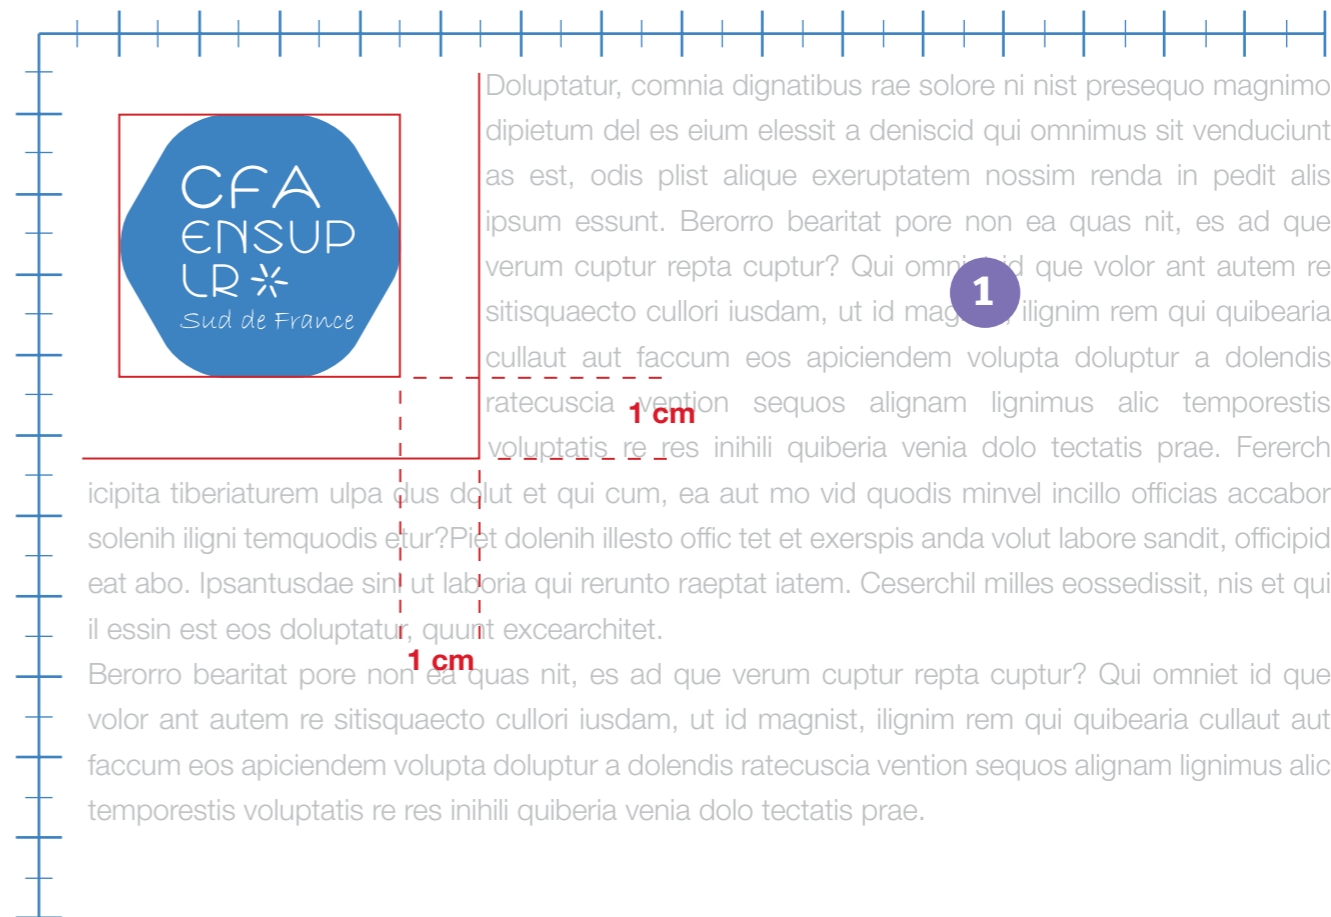 CFA
ENSUP
LR
Sud de France
Doluptatur, comnia dignatibus rae solore ni nist presequo magnimo
dipietum del es eium elessit a deniscid qui omnimus sit venduciunt
as est, odis plist alique exeruptatem nossim renda in pedit alis
ipsum essunt. Berorro bearitat pore non ea quas nit, es ad que
verum cuptur repta cuptur? Qui omniet id que volor ant autem re
1
sitisquaecto cullori iusdam, ut id magnist, ilignim rem qui quibearia
cullaut aut faccum eos apiciendem volupta doluptur a dolendis
ratecuscia vention sequos alignam lignimus alic temporestis
1 cm
voluptatis re res inihili quiberia venia dolo tectatis prae. Fererch
icipita tiberiaturem ulpa dus dolut et qui cum, ea aut mo vid quodis minvel incillo officias accabor
solenih iligni temquodis etur?Piet dolenih illesto offic tet et exerspis anda volut labore sandit, officipid
eat abo. Ipsantusdae sint ut laboria qui rerunto raeptat iatem. Ceserchil milles eossedissit, nis et qui
il essin est eos doluptatur, quunt excearchitet.
1 cm
Berorro bearitat pore non ea quas nit, es ad que verum cuptur repta cuptur? Qui omniet id que
volor ant autem re sitisquaecto cullori iusdam, ut id magnist, ilignim rem qui quibearia cullaut aut
faccum eos apiciendem volupta doluptur a dolendis ratecuscia vention sequos alignam lignimus alic
temporestis voluptatis re res inihili quiberia venia dolo tectatis prae.